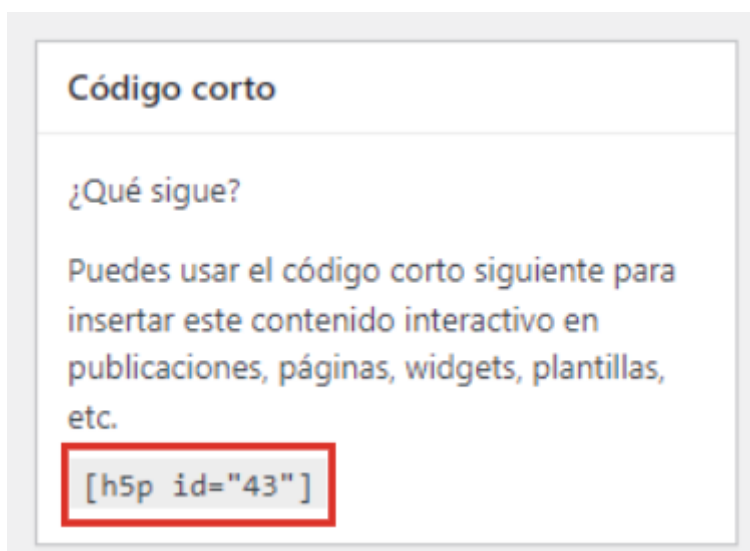 Código corto
¿Qué sigue?
Puedes usar el código corto siguiente para
insertar este contenido interactivo en
publicaciones, páginas, widgets, plantillas,
etc.
[h5p id="43"]